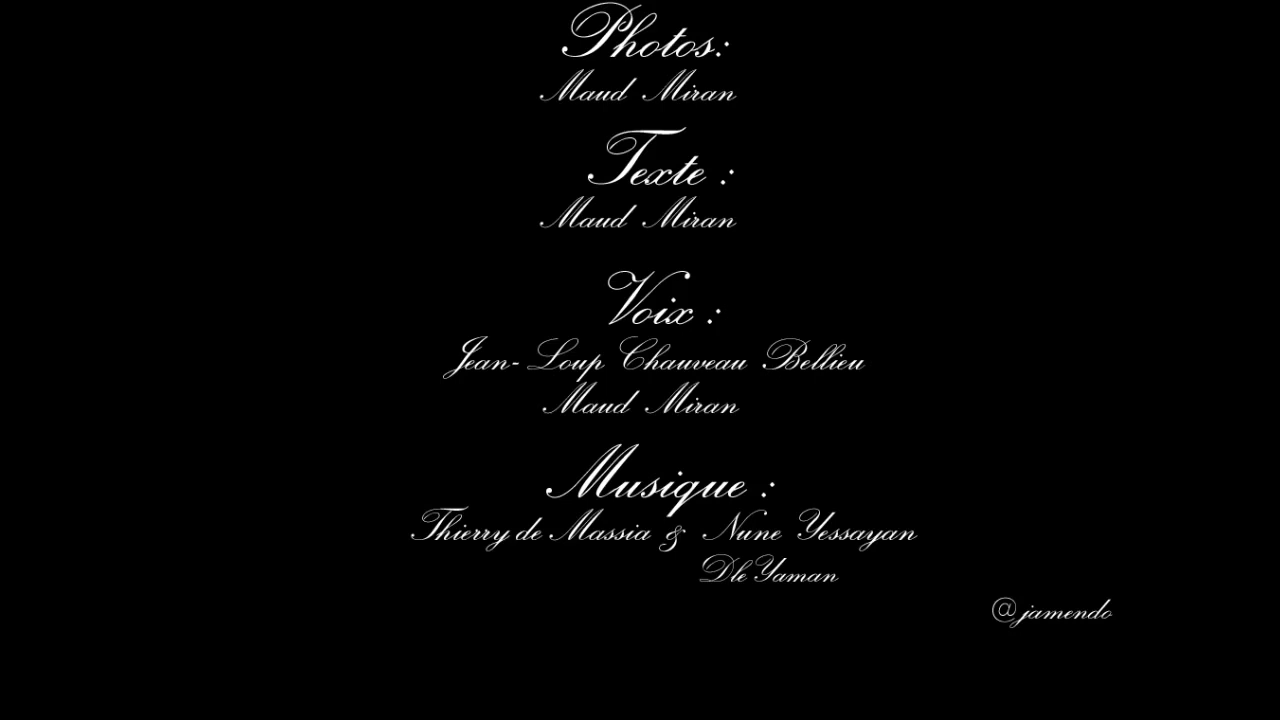 Photos:
Maud Miran
Texte :
Maud Miran
Voix :
Jean-Loup Chauveau Bellieu
Maud Miran
Musique :
Thierry de Massia & Nune Yessayan
Dle Yaman
@jamendo